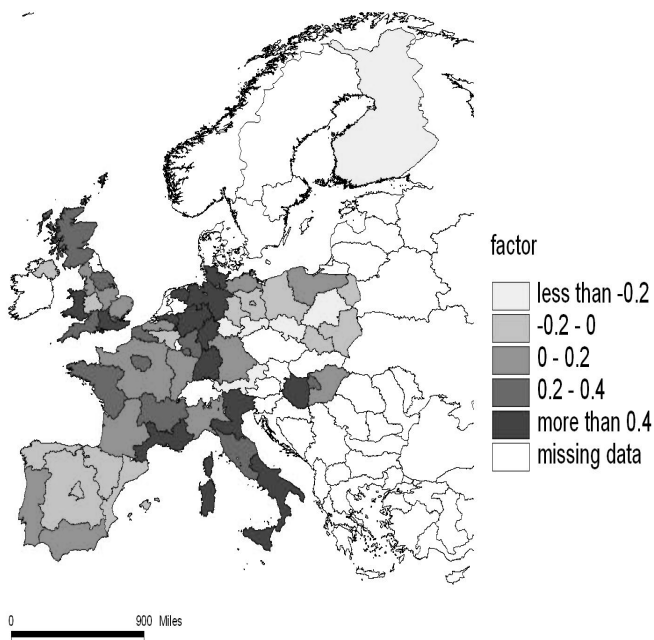 factor
less than -0.2
-0.2 - 0
0 - 0.2
0.2 - 0.4
more than 0.4
missing data
0 900 Miles